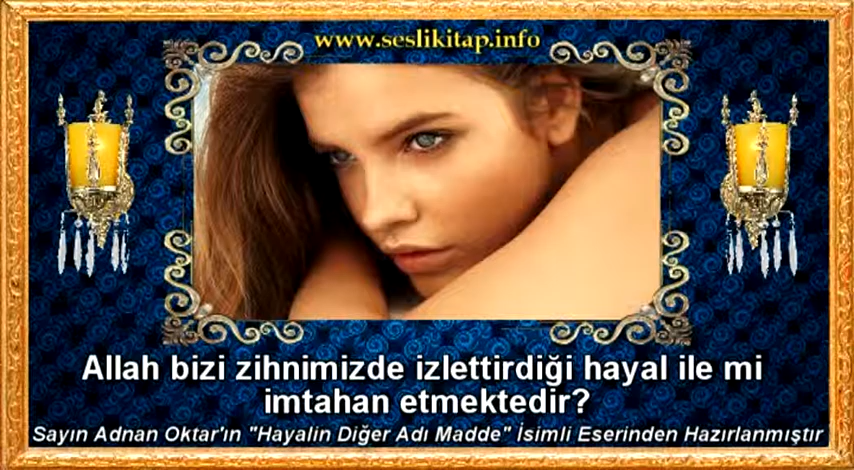 www.seslikitap.info
Allah bizi zihnimizde izlettirdiği hayal ile mi
imtahan etmektedir?
Sayın Adnan Oktar'ın "Hayalin Diğer Adı Madde" İsimli Eserinden Hazırlanmıştır